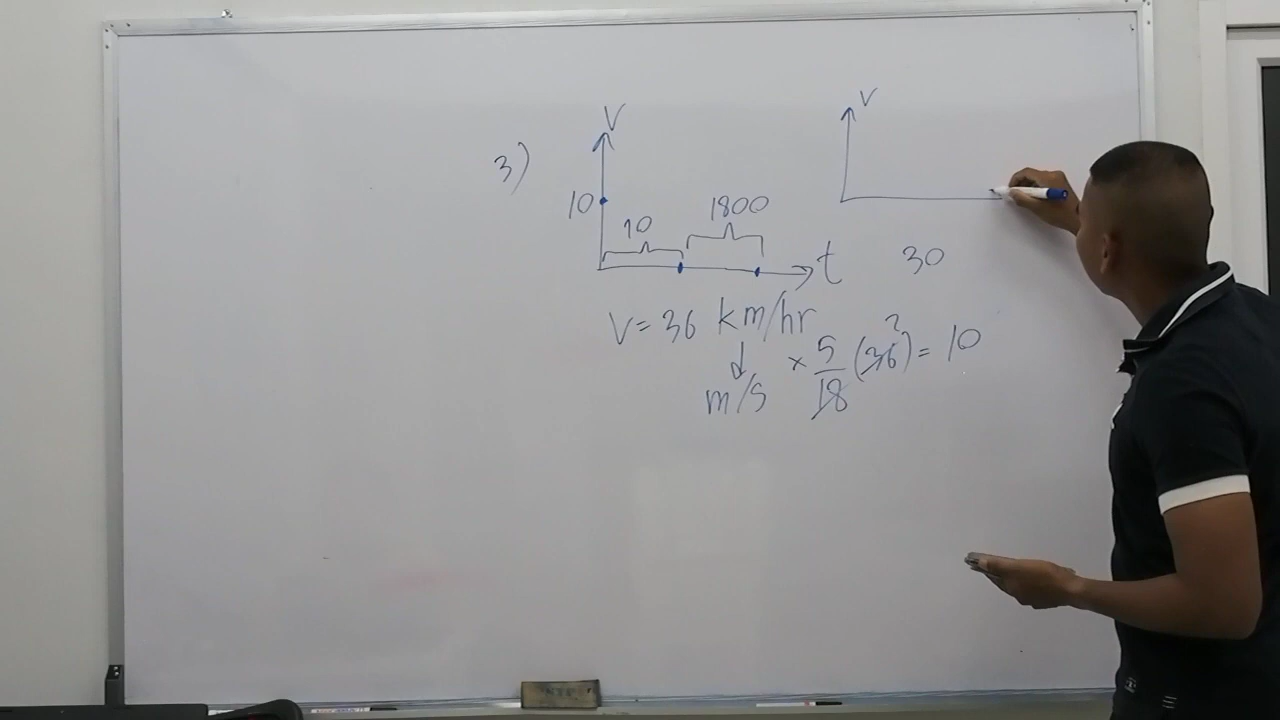 3)
V
10
10
1800
t
V
30
V = 36 km/hr
↓
m/s
× 5/18 (36)² = 10